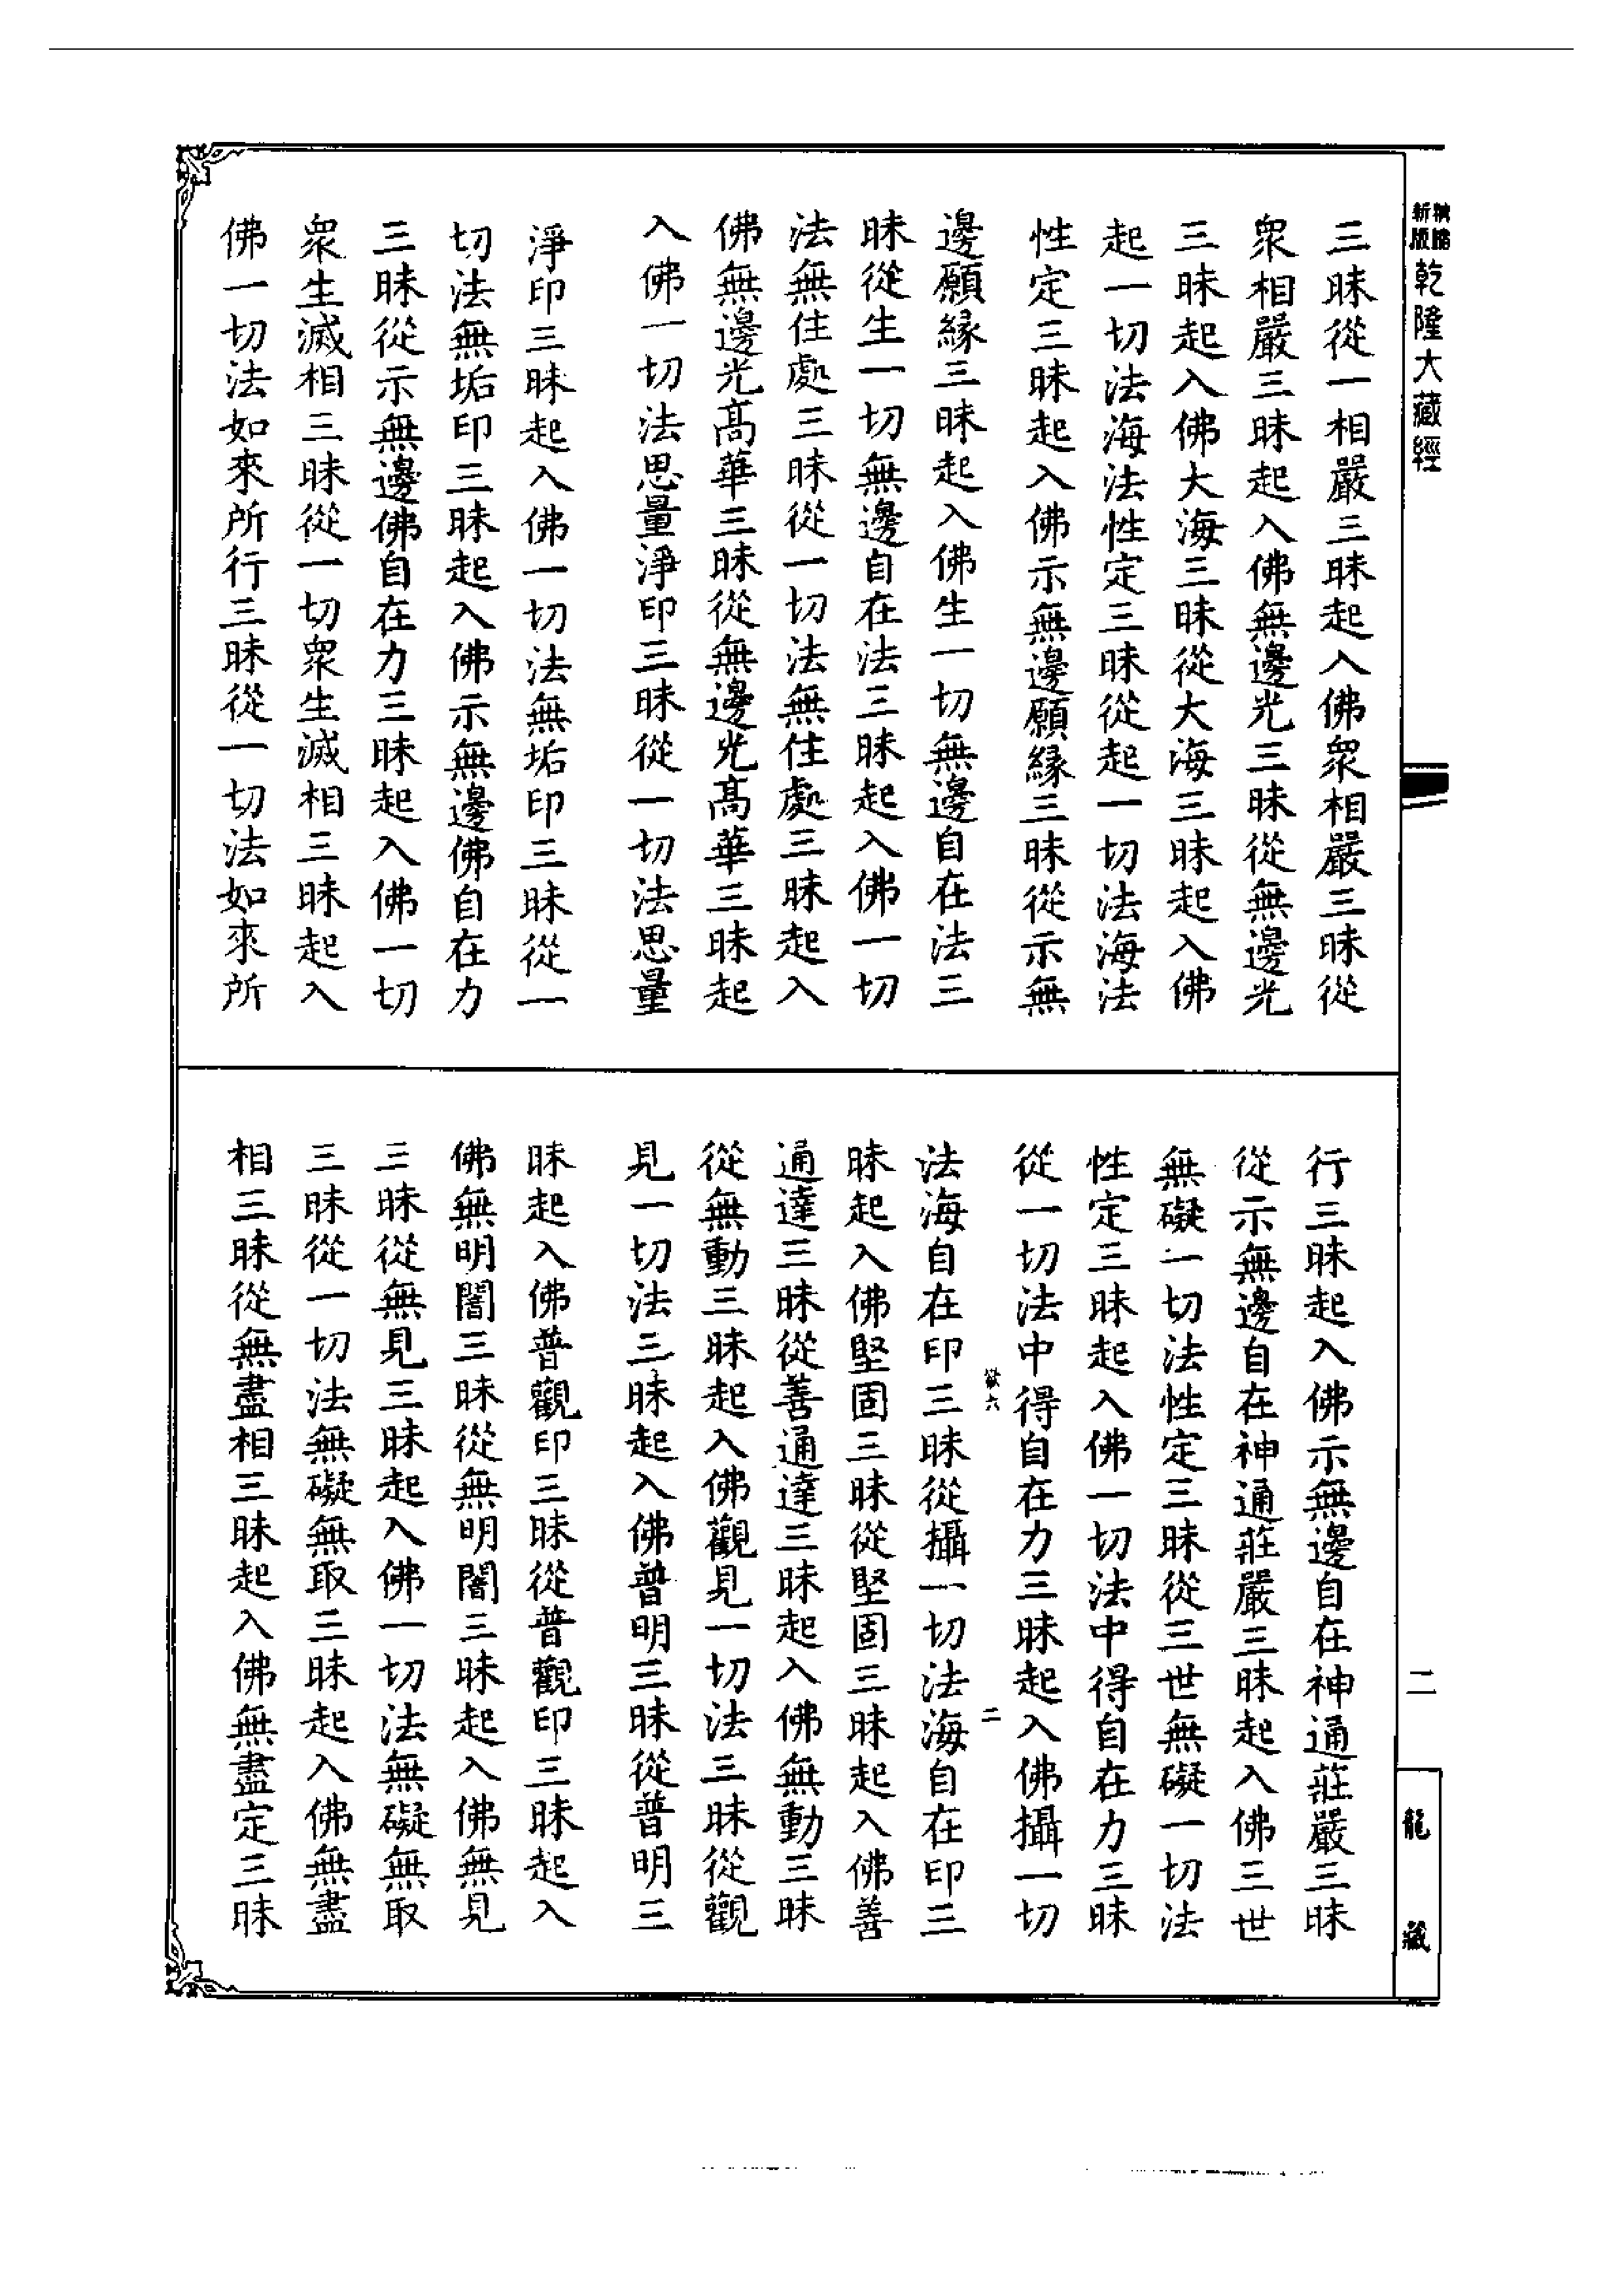 新版
精縮
乾隆大藏經
三昧從一相嚴三昧起入佛衆相嚴三昧從
衆相嚴三昧起入佛無邊光三昧從無邊光
三昧起入佛大海三昧從大海三昧起入佛
起一切法海法性定三昧從起一切法海法
性定三昧起入佛示無邊願緣三昧從示無
邊願緣三昧起入佛生一切無邊自在法三
昧從生一切無邊自在法三昧起入佛一切
法無住處三昧從一切法無住處三昧起入
佛無邊光高華三昧從無邊光高華三昧起
入佛一切法思量淨印三昧從一切法思量
淨印三昧起入佛一切法無垢印三昧從一
切法無垢印三昧起入佛示無邊佛自在力
三昧從示無邊佛自在力三昧起入佛一切
衆生滅相三昧從一切衆生滅相三昧起入
佛一切法如來所行三昧從一切法如來所
行三昧起入佛示無邊自在神通莊嚴三昧
從示無邊自在神通莊嚴三昧起入佛三世
無礙一切法性定三昧從三世無礙一切法
性定三昧起入佛一切法中得自在力三昧
從一切法中得自在力三昧起入佛攝一切
六 二
法海自在印三昧從攝一切法海自在印三
昧起入佛堅固三昧從堅固三昧起入佛善
通達三昧從善通達三昧起入佛無動三昧
從無動三昧起入佛觀見一切法三昧從觀
見一切法三昧起入佛普明三昧從普明三
昧起入佛普觀印三昧從普觀印三昧起入
佛無明闇三昧從無明闇三昧起入佛無見
三昧從無見三昧起入佛一切法無礙無取
三昧從一切法無礙無取三昧起入佛無盡
相三昧從無盡相三昧起入佛無盡定三昧
二
龍藏